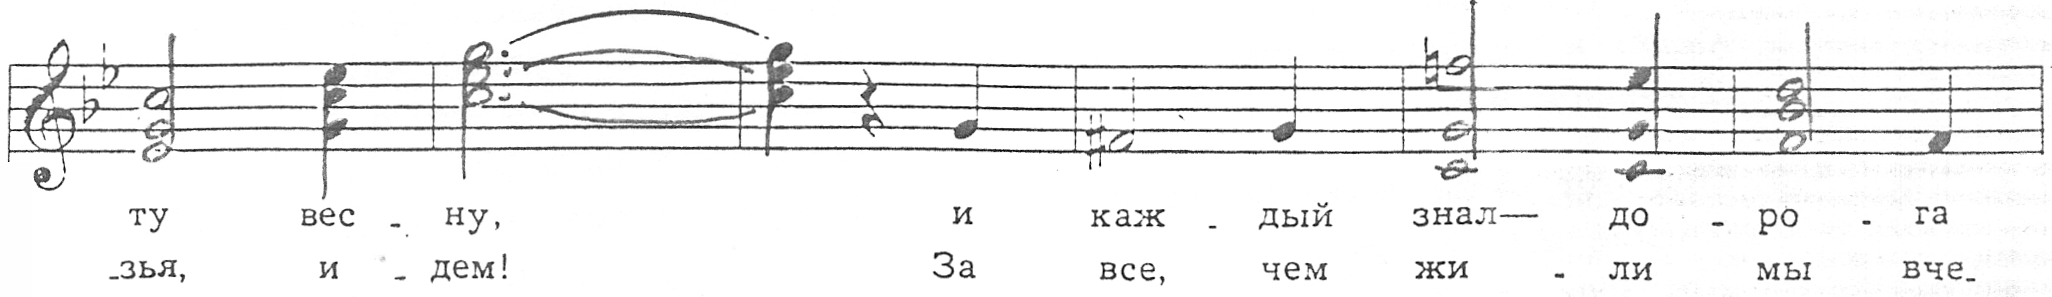 ту вес - ну, и каж - дый знал— до - ро - га
-зья, и - дем! За все, чем жи - ли мы вче-